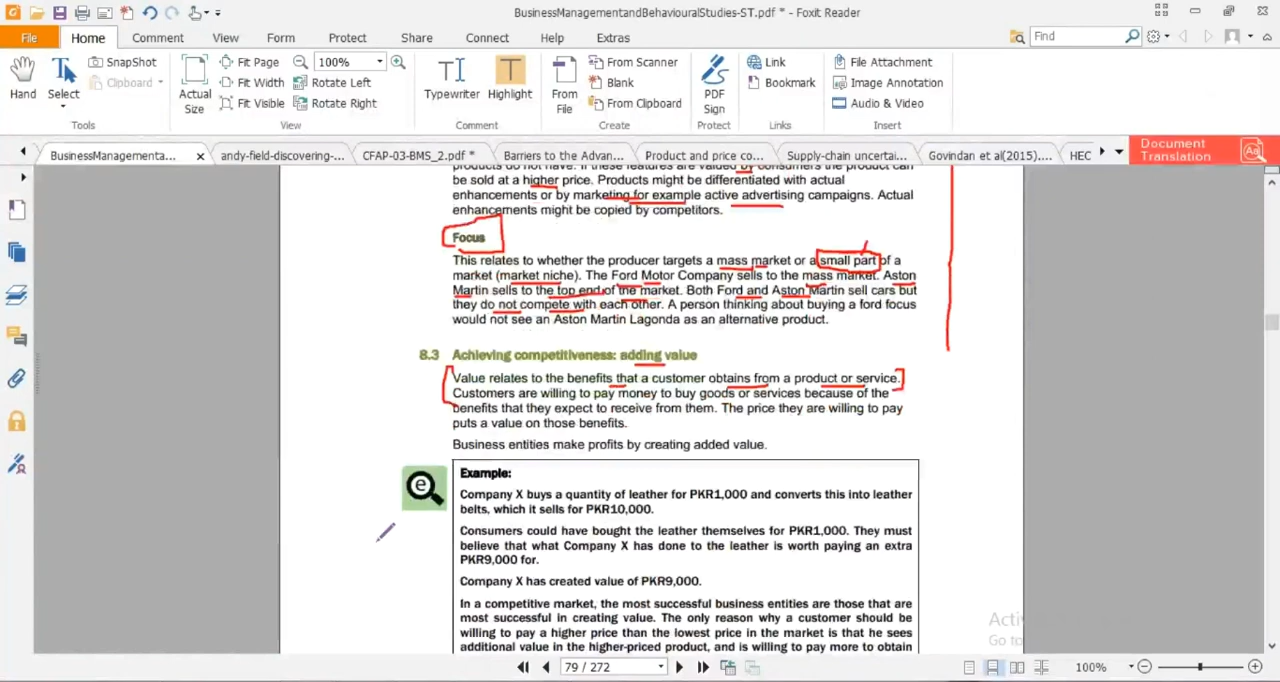 BusinessManagementandBehaviouralStudies-ST.pdf * - Foxit Reader
File Home Comment View Form Protect Share Connect Help Extras Find
SnapShot Fit Page 100% From Scanner Link File Attachment
Clipboard Fit Width Rotate Left Blank Bookmark Image Annotation
Hand Select Actual Size Fit Visible Rotate Right Typewriter Highlight From File From Clipboard PDF Sign Audio & Video
Tools View Comment Create Protect Links Insert
BusinessManagementa... x andy-field-discovering-... CFAP-03-BMS_2.pdf * Barriers to the Advan... Product and price co... Supply-chain uncertai... Govindan et al(2015).... HEC Document Translation
products do not have. If these features are valued by consumers the product can
be sold at a higher price. Products might be differentiated with actual
enhancements or by marketing for example active advertising campaigns. Actual
enhancements might be copied by competitors.
Focus
This relates to whether the producer targets a mass market or a small part of a
market (market niche). The Ford Motor Company sells to the mass market. Aston
Martin sells to the top end of the market. Both Ford and Aston Martin sell cars but
they do not compete with each other. A person thinking about buying a ford focus
would not see an Aston Martin Lagonda as an alternative product.
8.3 Achieving competitiveness: adding value
Value relates to the benefits that a customer obtains from a product or service.
Customers are willing to pay money to buy goods or services because of the
benefits that they expect to receive from them. The price they are willing to pay
puts a value on those benefits.
Business entities make profits by creating added value.
Example:
Company X buys a quantity of leather for PKR1,000 and converts this into leather
belts, which it sells for PKR10,000.
Consumers could have bought the leather themselves for PKR1,000. They must
believe that what Company X has done to the leather is worth paying an extra
PKR9,000 for.
Company X has created value of PKR9,000.
In a competitive market, the most successful business entities are those that are
most successful in creating value. The only reason why a customer should be
willing to pay a higher price than the lowest price in the market is that he sees
additional value in the higher-priced product, and is willing to pay more to obtain
Go to
79 / 272 100%